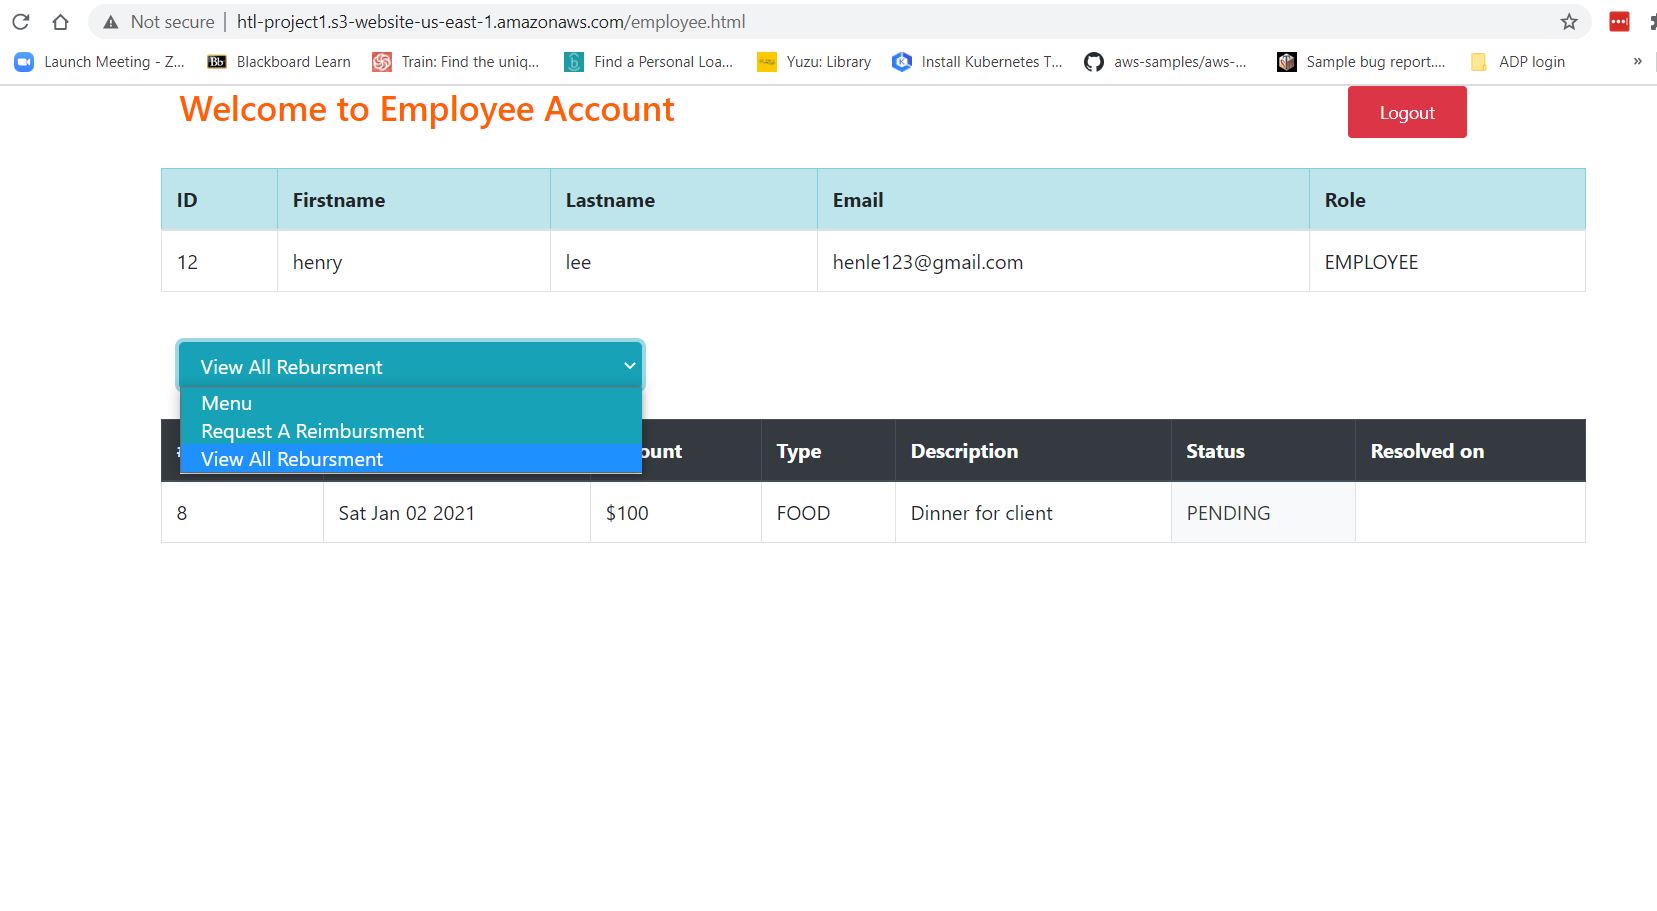 Not secure | htl-project1.s3-website-us-east-1.amazonaws.com/employee.html
Launch Meeting - Z... Bb Blackboard Learn Train: Find the uniq... Find a Personal Loa... Yuzu: Library Install Kubernetes T... aws-samples/aws-... Sample bug report.... ADP login »
Welcome to Employee Account Logout
ID Firstname Lastname Email Role
12 henry lee henle123@gmail.com EMPLOYEE
View All Rebursment
Menu
Request A Reimbursment
View All Rebursment
Type Description Status Resolved on
8 Sat Jan 02 2021 $100 FOOD Dinner for client PENDING